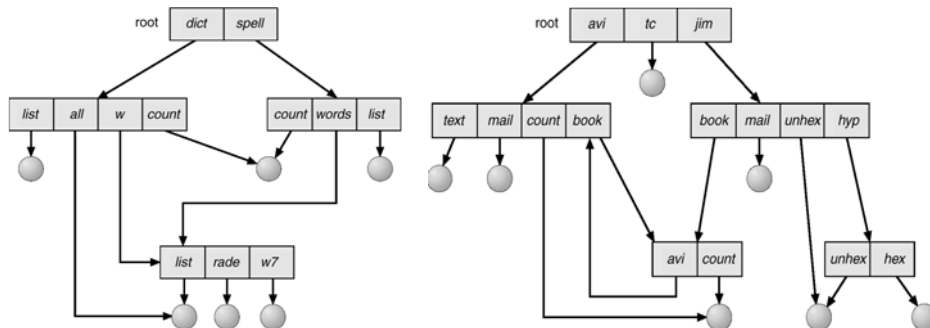 root dict spell
list all w count count words list
list rade w7
root avi tc jim
text mail count book book mail unhex hyp
avi count unhex hex